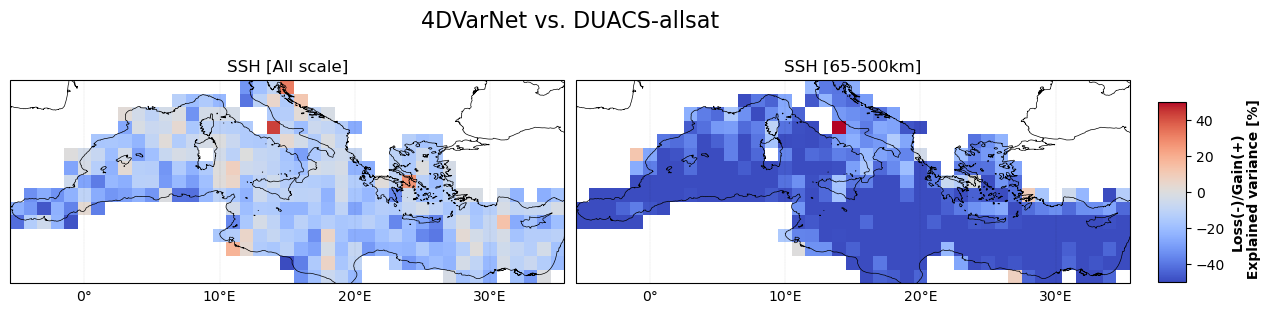 4DVarNet vs. DUACS-allsat
SSH [All scale]
SSH [65-500km]
0°
10°E
20°E
30°E
0°
10°E
20°E
30°E
40
20
0
−20
−40
Loss(-)/Gain(+)
Explained variance [%]